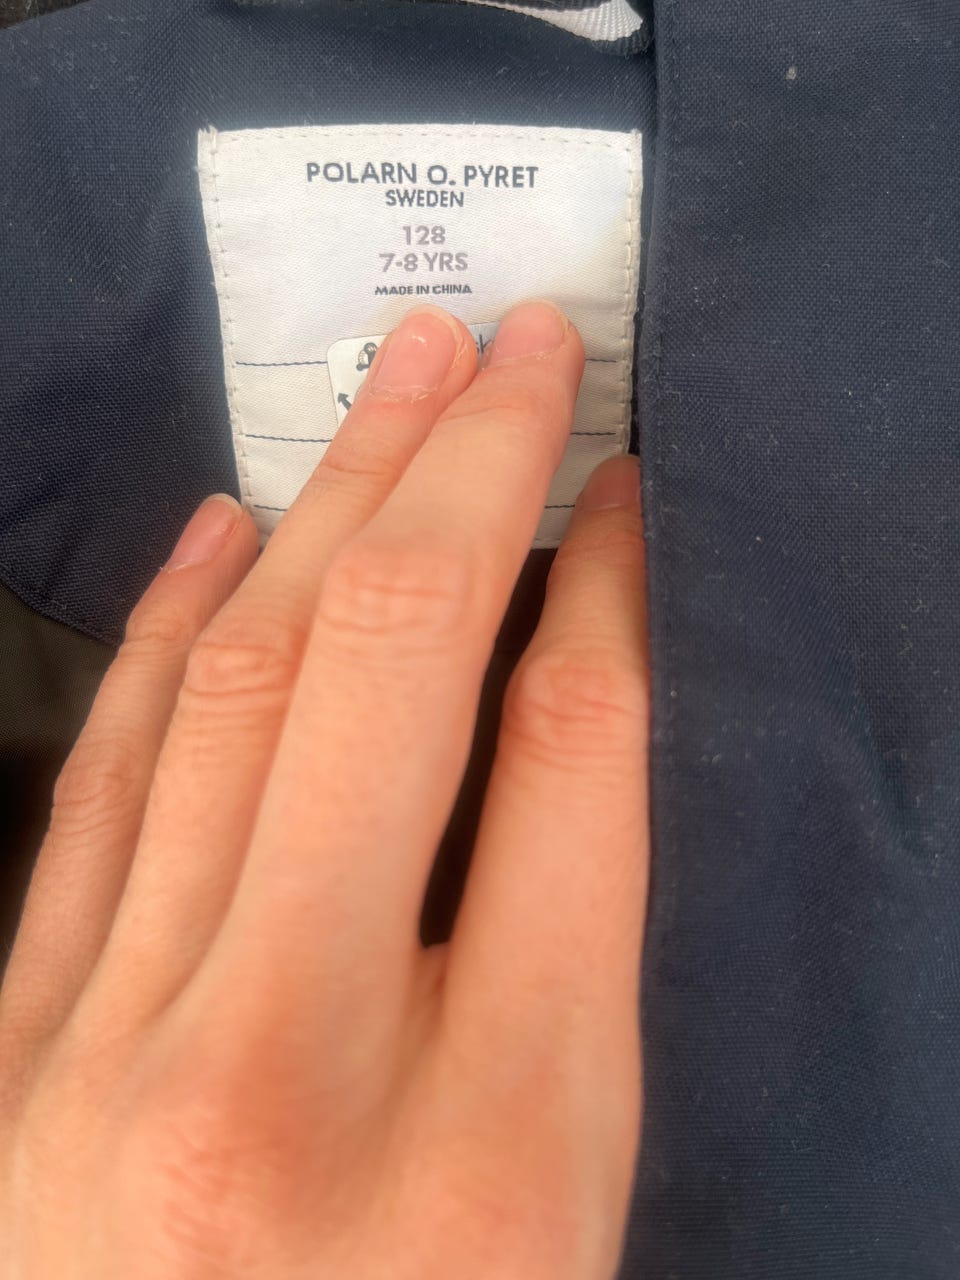 POLARN O. PYRET
SWEDEN
128
7-8 YRS
MADE IN CHINA